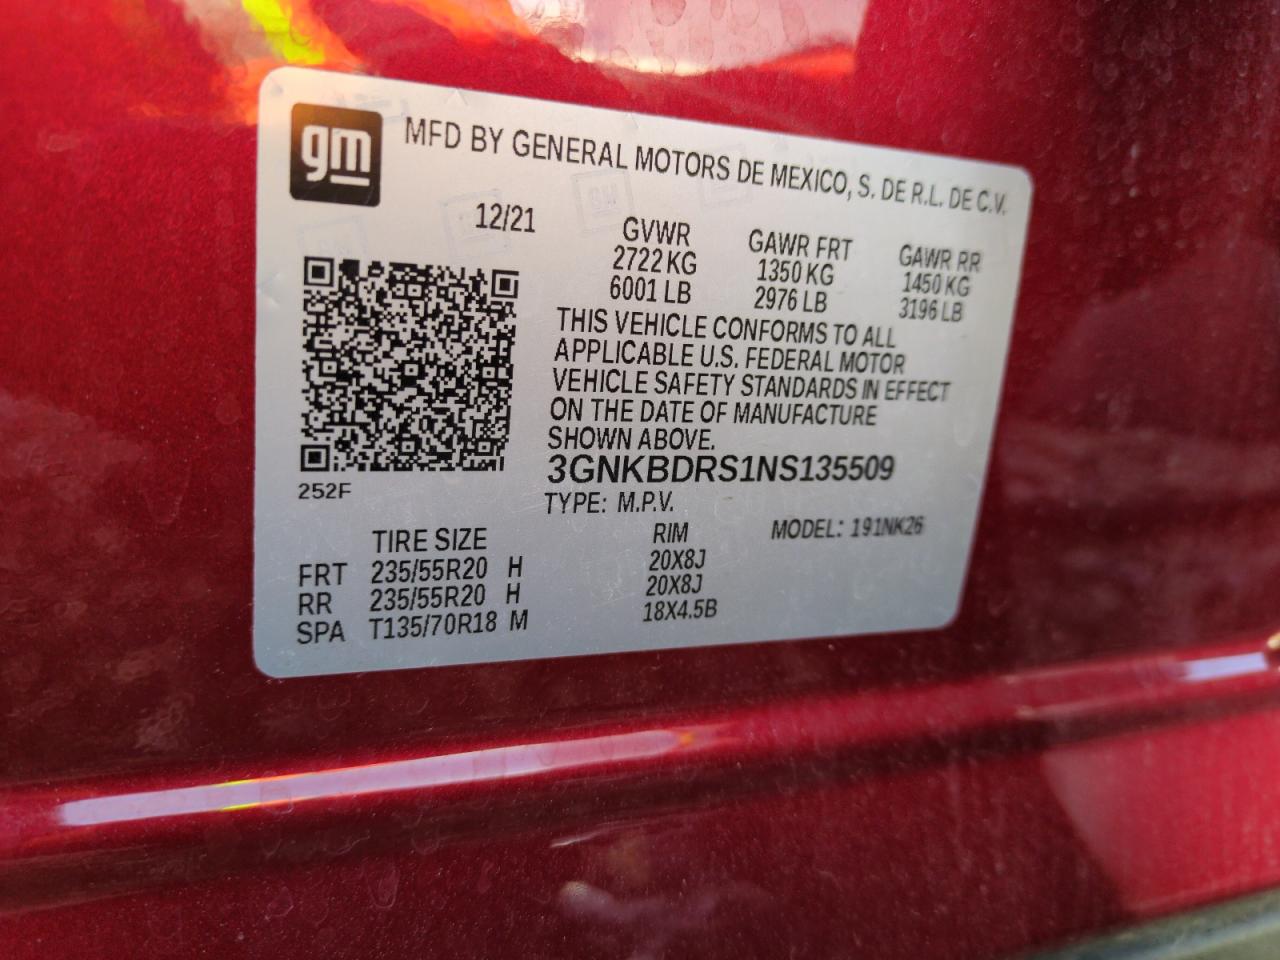 gm
MFD BY GENERAL MOTORS DE MEXICO, S. DE R.L. DE C.V.
12/21
GVWR GAWR FRT GAWR RR
2722 KG 1350 KG 1450 KG
6001 LB 2976 LB 3196 LB
THIS VEHICLE CONFORMS TO ALL
APPLICABLE U.S. FEDERAL MOTOR
VEHICLE SAFETY STANDARDS IN EFFECT
ON THE DATE OF MANUFACTURE
SHOWN ABOVE.
3GNKBDRS1NS135509
252F
TYPE: M.P.V.
TIRE SIZE RIM MODEL: 191NK26
FRT 235/55R20 H 20X8J
RR 235/55R20 H 20X8J
SPA T135/70R18 M 18X4.5B